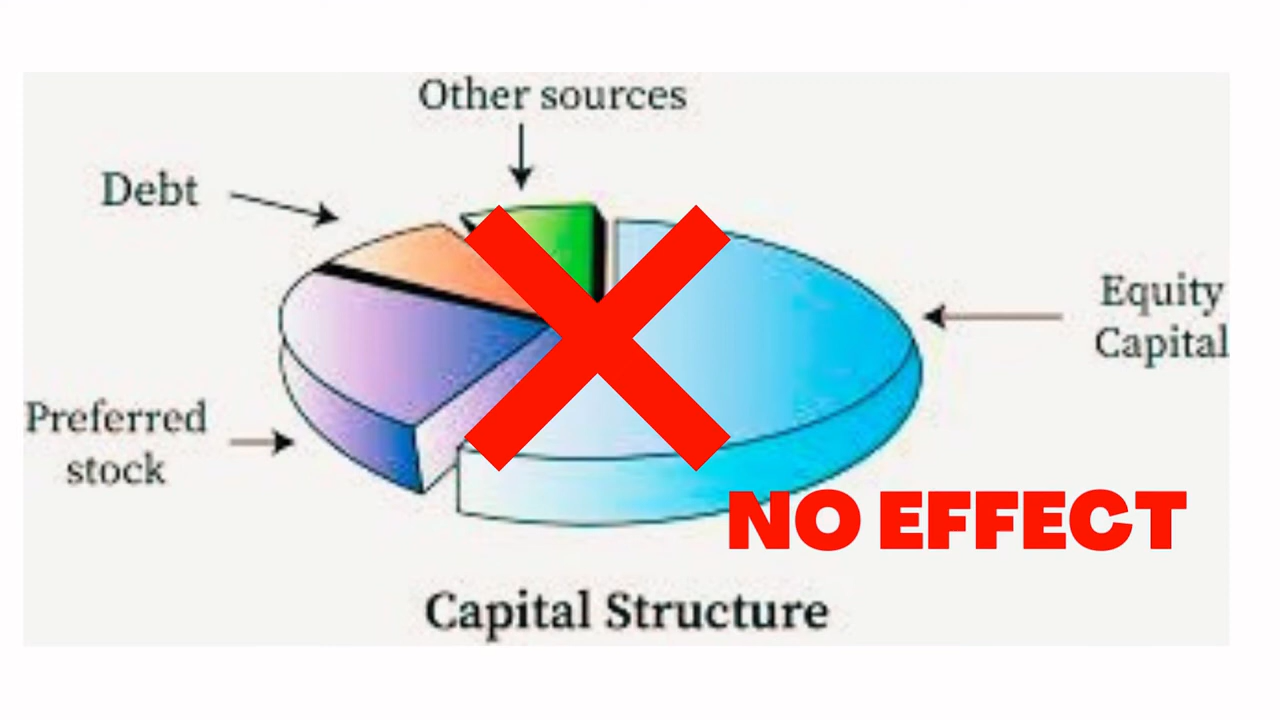 Other sources
Debt
Equity
Capital
Preferred
stock
NO EFFECT
Capital Structure